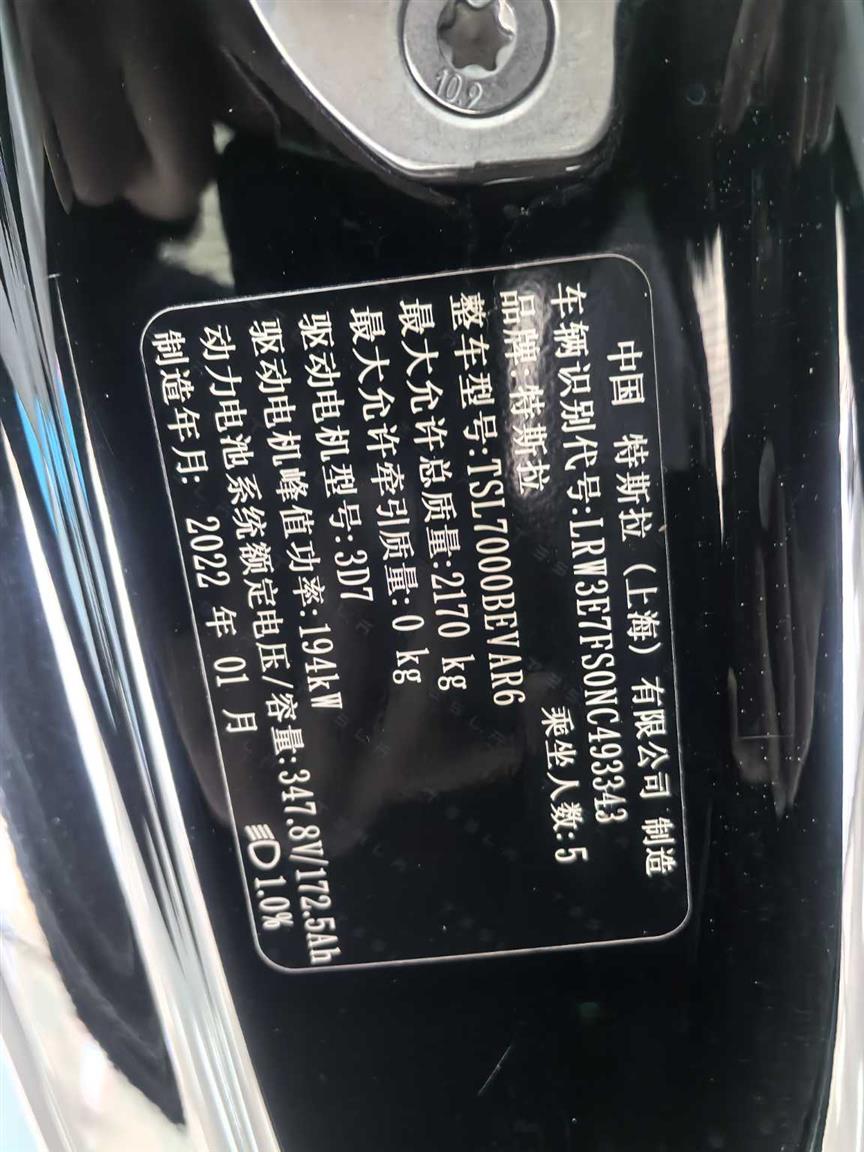 10.9
中国 特斯拉（上海）有限公司 制造
车辆识别代号:LRW3E7FS0NC493343
品牌:特斯拉 乘坐人数:5
整车型号:TSL7000BEVAR6
最大允许总质量:2170 kg
最大允许牵引质量:0 kg
驱动电机型号:3D7
驱动电机峰值功率:194kW
动力电池系统额定电压/容量:347.8V/172.5Ah
制造年月: 2022 年 01 月 1.0%